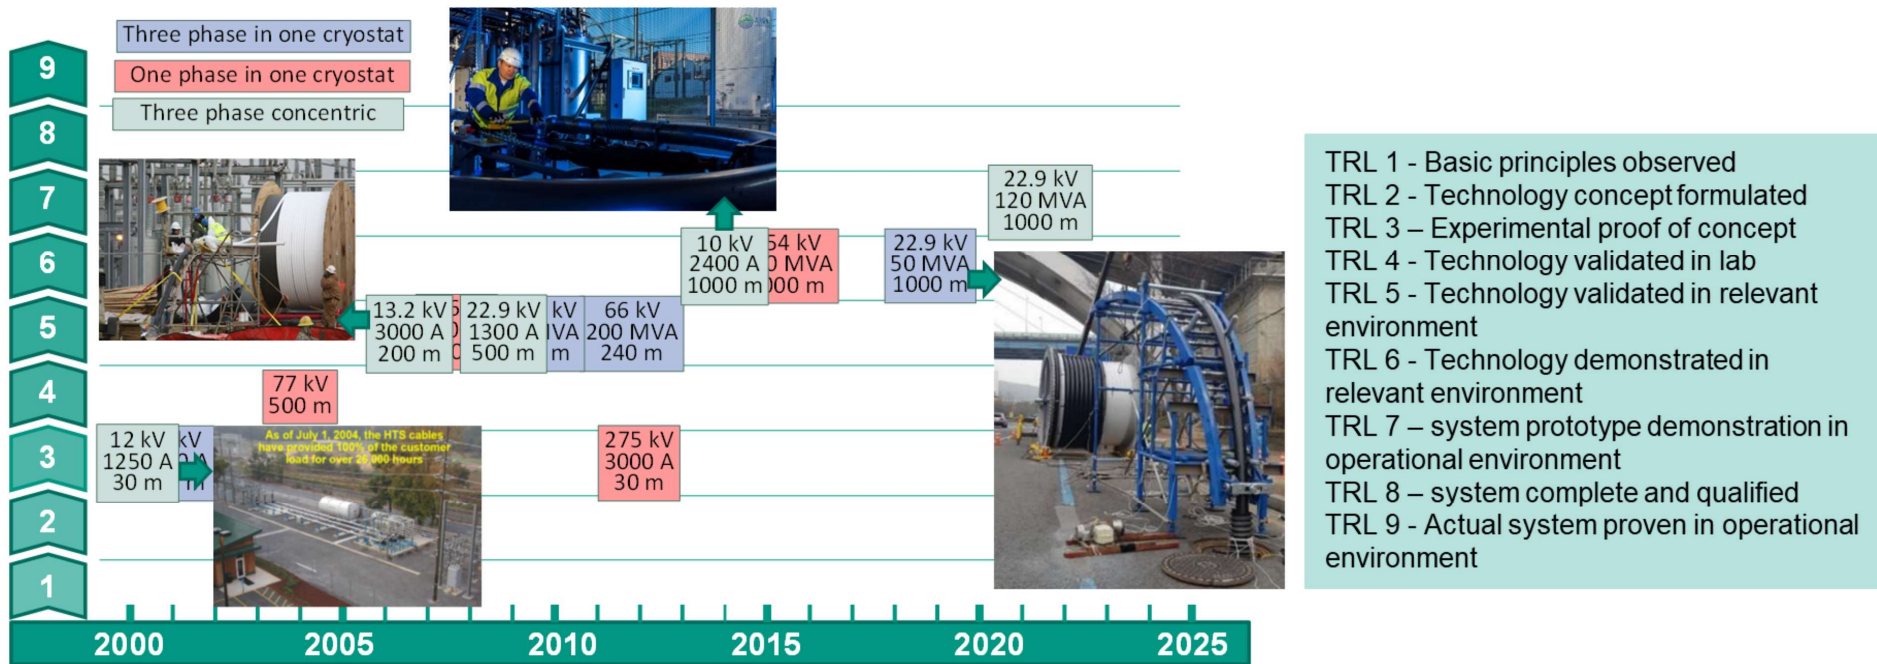 Three phase in one cryostat
One phase in one cryostat
Three phase concentric
9
8
7
6
5
4
3
2
1
22.9 kV
120 MVA
1000 m
10 kV
2400 A
1000 m
54 kV
MVA
22.9 kV
50 MVA
1000 m
13.2 kV
3000 A
200 m
22.9 kV
1300 A
500 m
kV
m
66 kV
200 MVA
240 m
77 kV
500 m
12 kV
1250 A
30 m
kV
As of July 1, 2004, the HTS cables
have provided 100% of the customer
load for over hours
275 kV
3000 A
30 m
2000 2005 2010 2015 2020 2025
TRL 1 - Basic principles observed
TRL 2 - Technology concept formulated
TRL 3 – Experimental proof of concept
TRL 4 - Technology validated in lab
TRL 5 - Technology validated in relevant
environment
TRL 6 - Technology demonstrated in
relevant environment
TRL 7 – system prototype demonstration in
operational environment
TRL 8 – system complete and qualified
TRL 9 - Actual system proven in operational
environment